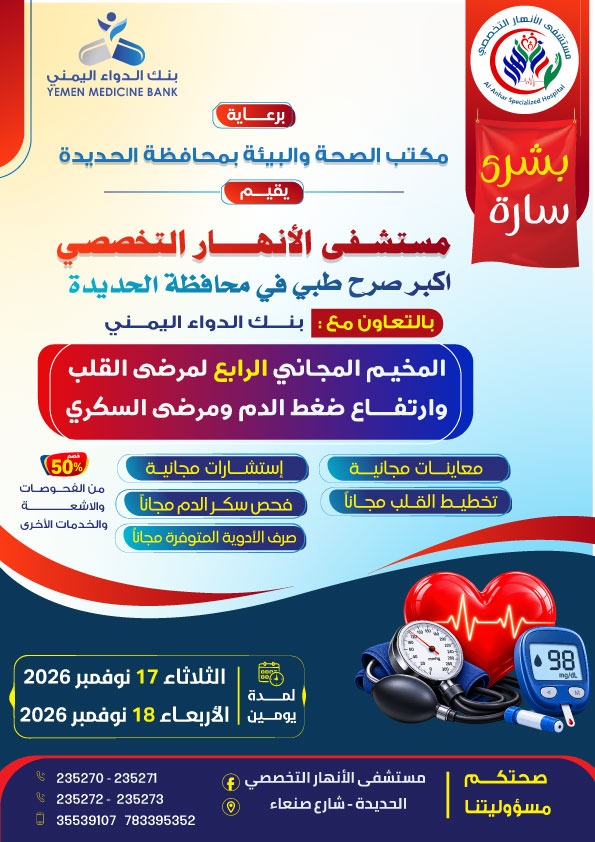 بنك الدواء اليمني
YEMEN MEDICINE BANK
مستشفى الأنهار التخصصي
Al-Anhar Specialized Hospital
بشرى
سارة
برعاية
مكتب الصحة والبيئة بمحافظة الحديدة
يقيم
مستشفى الأنهار التخصصي
اكبر صرح طبي في محافظة الحديدة
بالتعاون مع : بنك الدواء اليمني
المخيم المجاني الرابع لمرضى القلب
وارتفاع ضغط الدم ومرضى السكري
معاينات مجانية
إستشارات مجانية
تخطيط القلب مجاناً
فحص سكر الدم مجاناً
صرف الأدوية المتوفرة مجاناً
خصم
50%
من الفحوصات
والاشعة
والخدمات الأخرى
98
mg/dL
M
لمدة
يومين
الثلاثاء 17 نوفمبر 2026
الأربعاء 18 نوفمبر 2026
صحتكم
مسؤوليتنا
مستشفى الأنهار التخصصي
الحديدة - شارع صنعاء
235270 - 235271
235272 - 235273
35539107 783395352